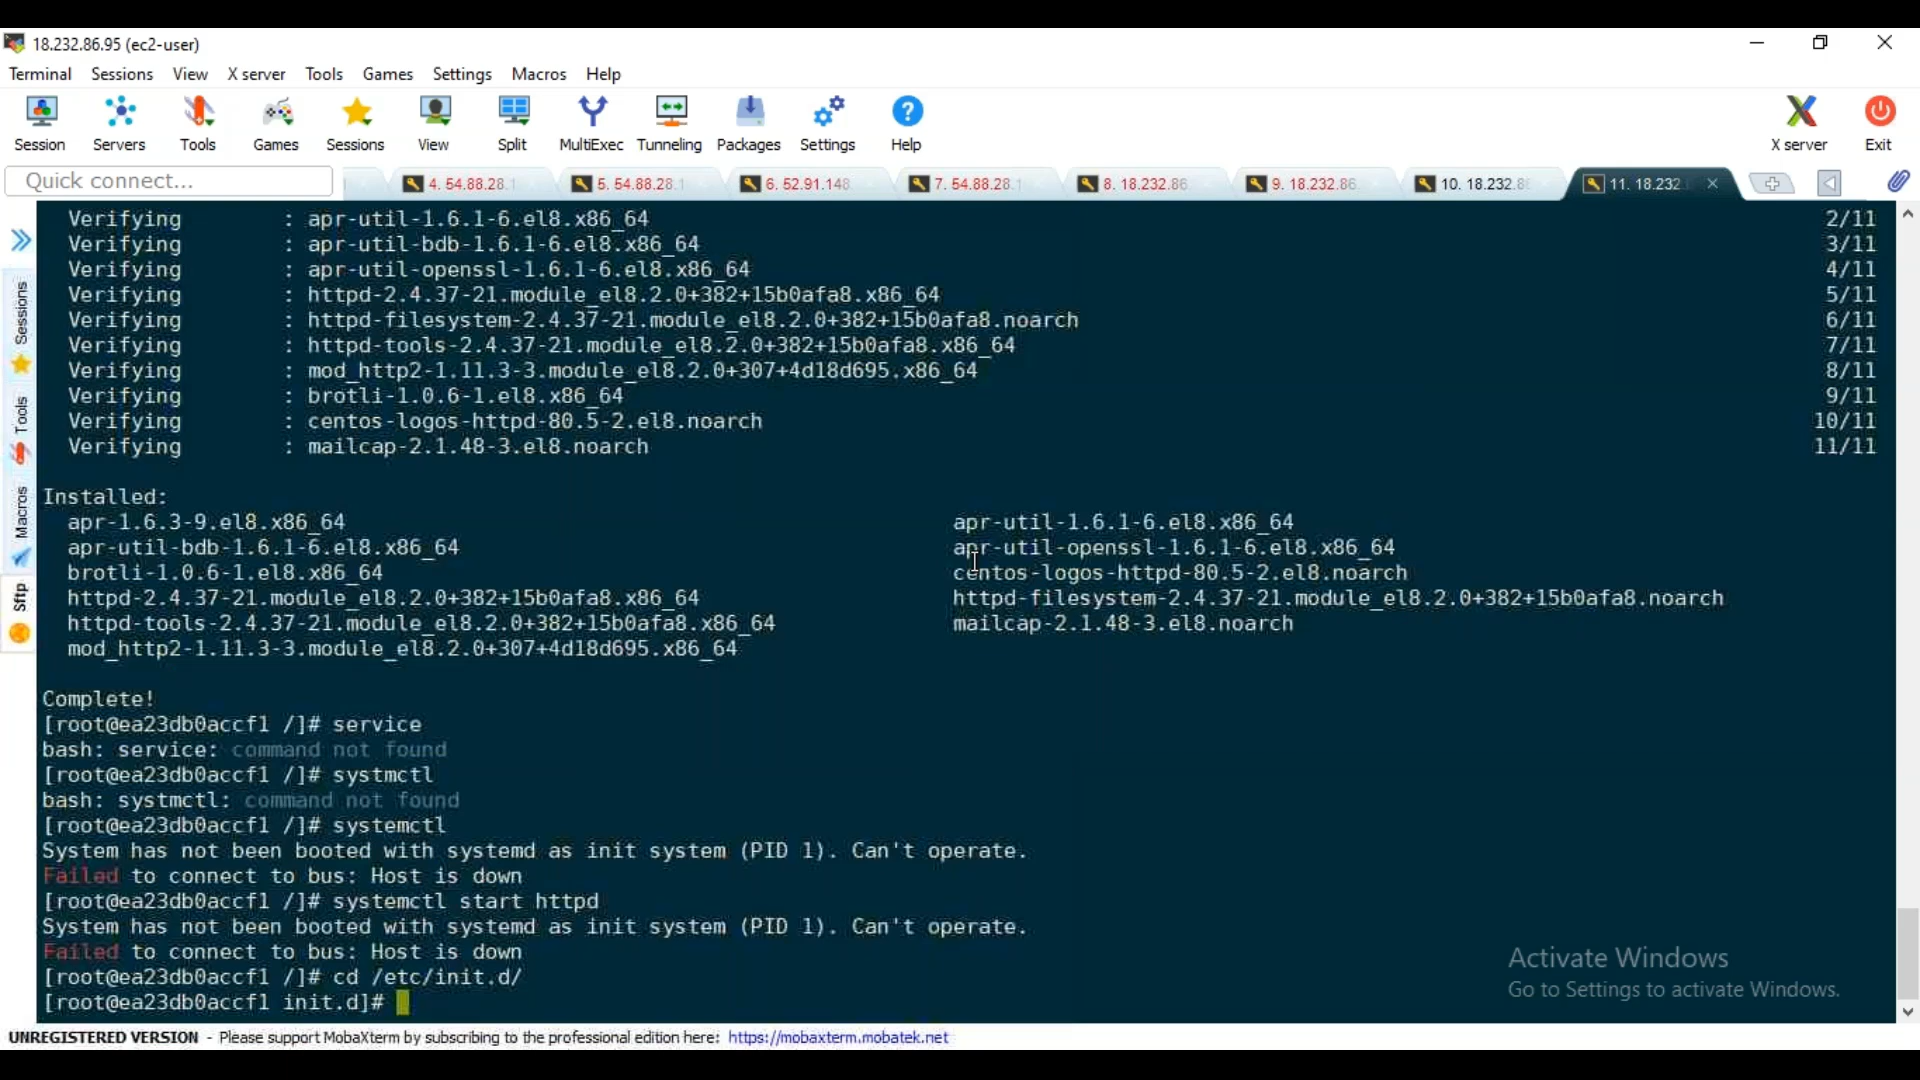 18.232.86.95 (ec2-user)
Terminal Sessions View X server Tools Games Settings Macros Help
Session Servers Tools Games Sessions View Split MultiExec Tunneling Packages Settings Help X server Exit
Quick connect... 4. 54.88.28. 5. 54.88.28. 6. 52.91.148 7. 54.88.28. 8. 18.232.86 9. 18.232.86. 10. 18.232.8 11. 18.232
Sessions
Tools
Macros
Sftp
Verifying : apr-util-1.6.1-6.el8.x86_64 2/11
Verifying : apr-util-bdb-1.6.1-6.el8.x86_64 3/11
Verifying : apr-util-openssl-1.6.1-6.el8.x86_64 4/11
Verifying : httpd-2.4.37-21.module_el8.2.0+382+15b0afa8.x86_64 5/11
Verifying : httpd-filesystem-2.4.37-21.module_el8.2.0+382+15b0afa8.noarch 6/11
Verifying : httpd-tools-2.4.37-21.module_el8.2.0+382+15b0afa8.x86_64 7/11
Verifying : mod_http2-1.11.3-3.module_el8.2.0+307+4d18d695.x86_64 8/11
Verifying : brotli-1.0.6-1.el8.x86_64 9/11
Verifying : centos-logos-httpd-80.5-2.el8.noarch 10/11
Verifying : mailcap-2.1.48-3.el8.noarch 11/11
Installed:
apr-1.6.3-9.el8.x86_64 apr-util-1.6.1-6.el8.x86_64
apr-util-bdb-1.6.1-6.el8.x86_64 apr-util-openssl-1.6.1-6.el8.x86_64
brotli-1.0.6-1.el8.x86_64 centos-logos-httpd-80.5-2.el8.noarch
httpd-2.4.37-21.module_el8.2.0+382+15b0afa8.x86_64 httpd-filesystem-2.4.37-21.module_el8.2.0+382+15b0afa8.noarch
httpd-tools-2.4.37-21.module_el8.2.0+382+15b0afa8.x86_64 mailcap-2.1.48-3.el8.noarch
mod_http2-1.11.3-3.module_el8.2.0+307+4d18d695.x86_64
Complete!
[root@ea23db0accf1 /]# service
bash: service: command not found
[root@ea23db0accf1 /]# systmctl
bash: systmctl: command not found
[root@ea23db0accf1 /]# systemctl
System has not been booted with systemd as init system (PID 1). Can't operate.
Failed to connect to bus: Host is down
[root@ea23db0accf1 /]# systemctl start httpd
System has not been booted with systemd as init system (PID 1). Can't operate.
Failed to connect to bus: Host is down
[root@ea23db0accf1 /]# cd /etc/init.d/
[root@ea23db0accf1 init.d]#
Activate Windows
Go to Settings to activate Windows.
UNREGISTERED VERSION - Please support MobaXterm by subscribing to the professional edition here: https://mobaxterm.mobatek.net